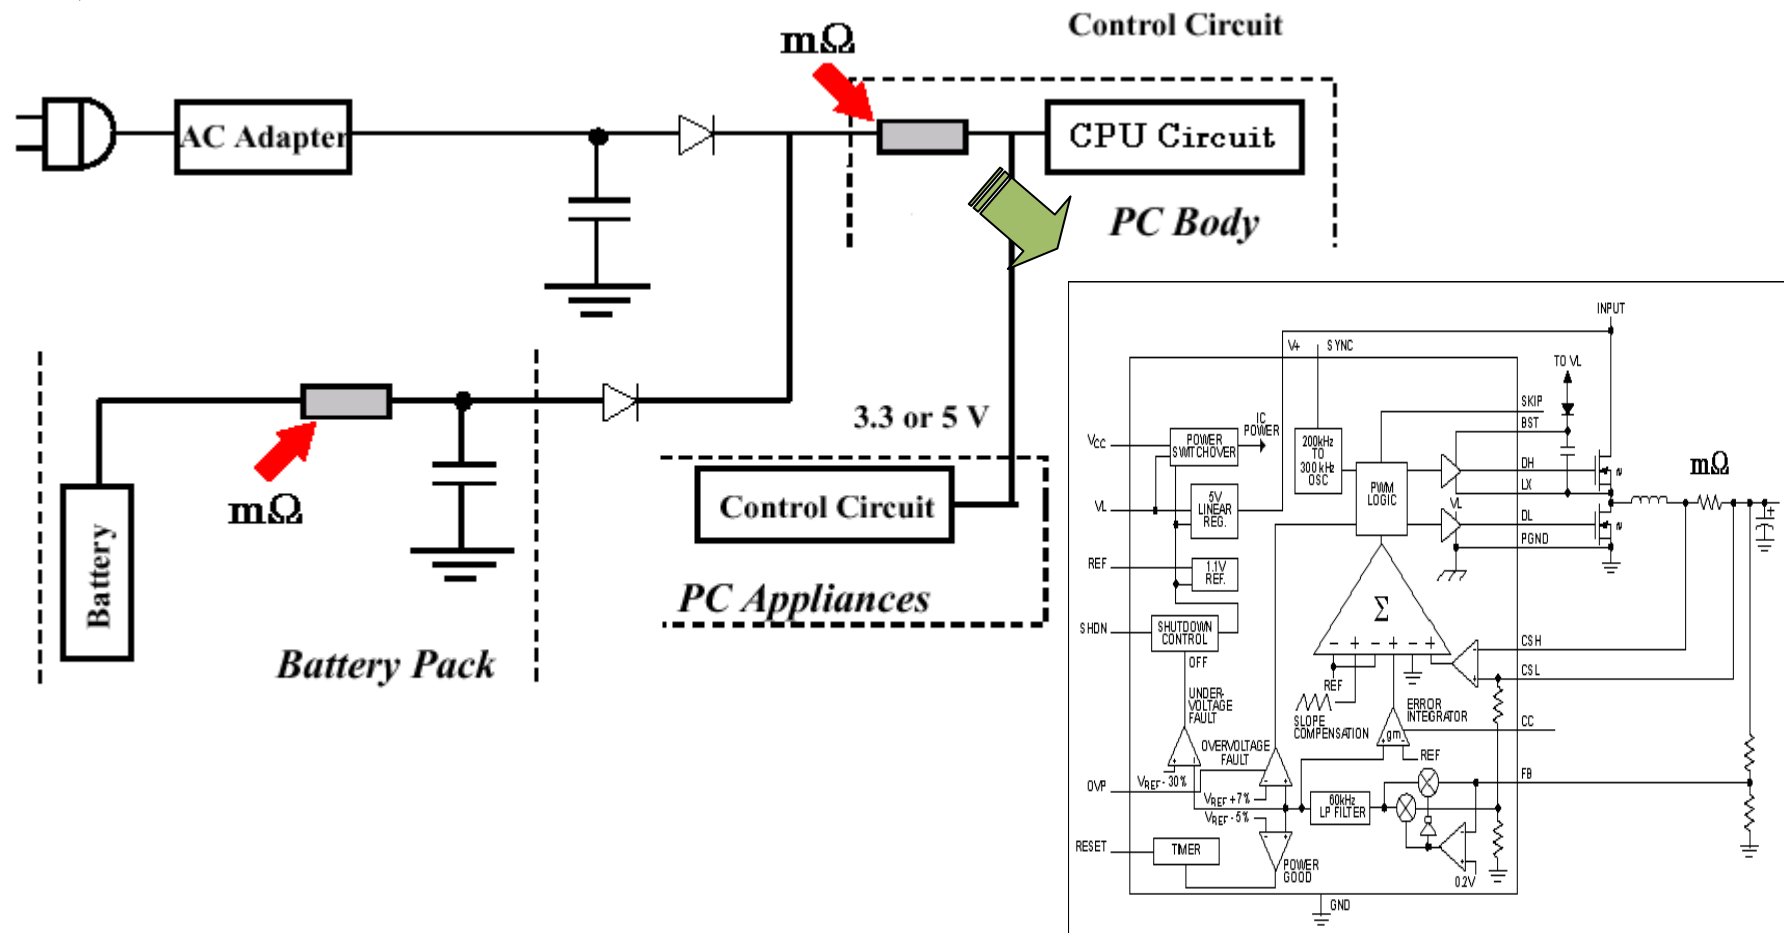 Control Circuit
mΩ
AC Adapter
CPU Circuit
PC Body
mΩ
Battery
Battery Pack
3.3 or 5 V
Control Circuit
PC Appliances
INPUT
V+
SYNC
TO VL
SKIP
BST
VCC
POWER
SWITCHOVER
IC
POWER
200kHz
TO
300 kHz
OSC
PWM
LOGIC
DH
LX
mΩ
VL
5V
LINEAR
REG.
VL
DL
PGND
REF
1.1V
REF.
Σ
- + - + - +
SHDN
SHUTDOWN
CONTROL
OFF
CSH
CSL
REF
UNDER-
VOLTAGE
FAULT
SLOPE
COMPENSATION
ERROR
INTEGRATOR
gm
CC
OVERVOLTAGE
FAULT
REF
OVP
VREF - 30%
VREF +7%
VREF - 5%
60kHz
LP FILTER
FB
RESET
TIMER
POWER
GOOD
0.2V
GND